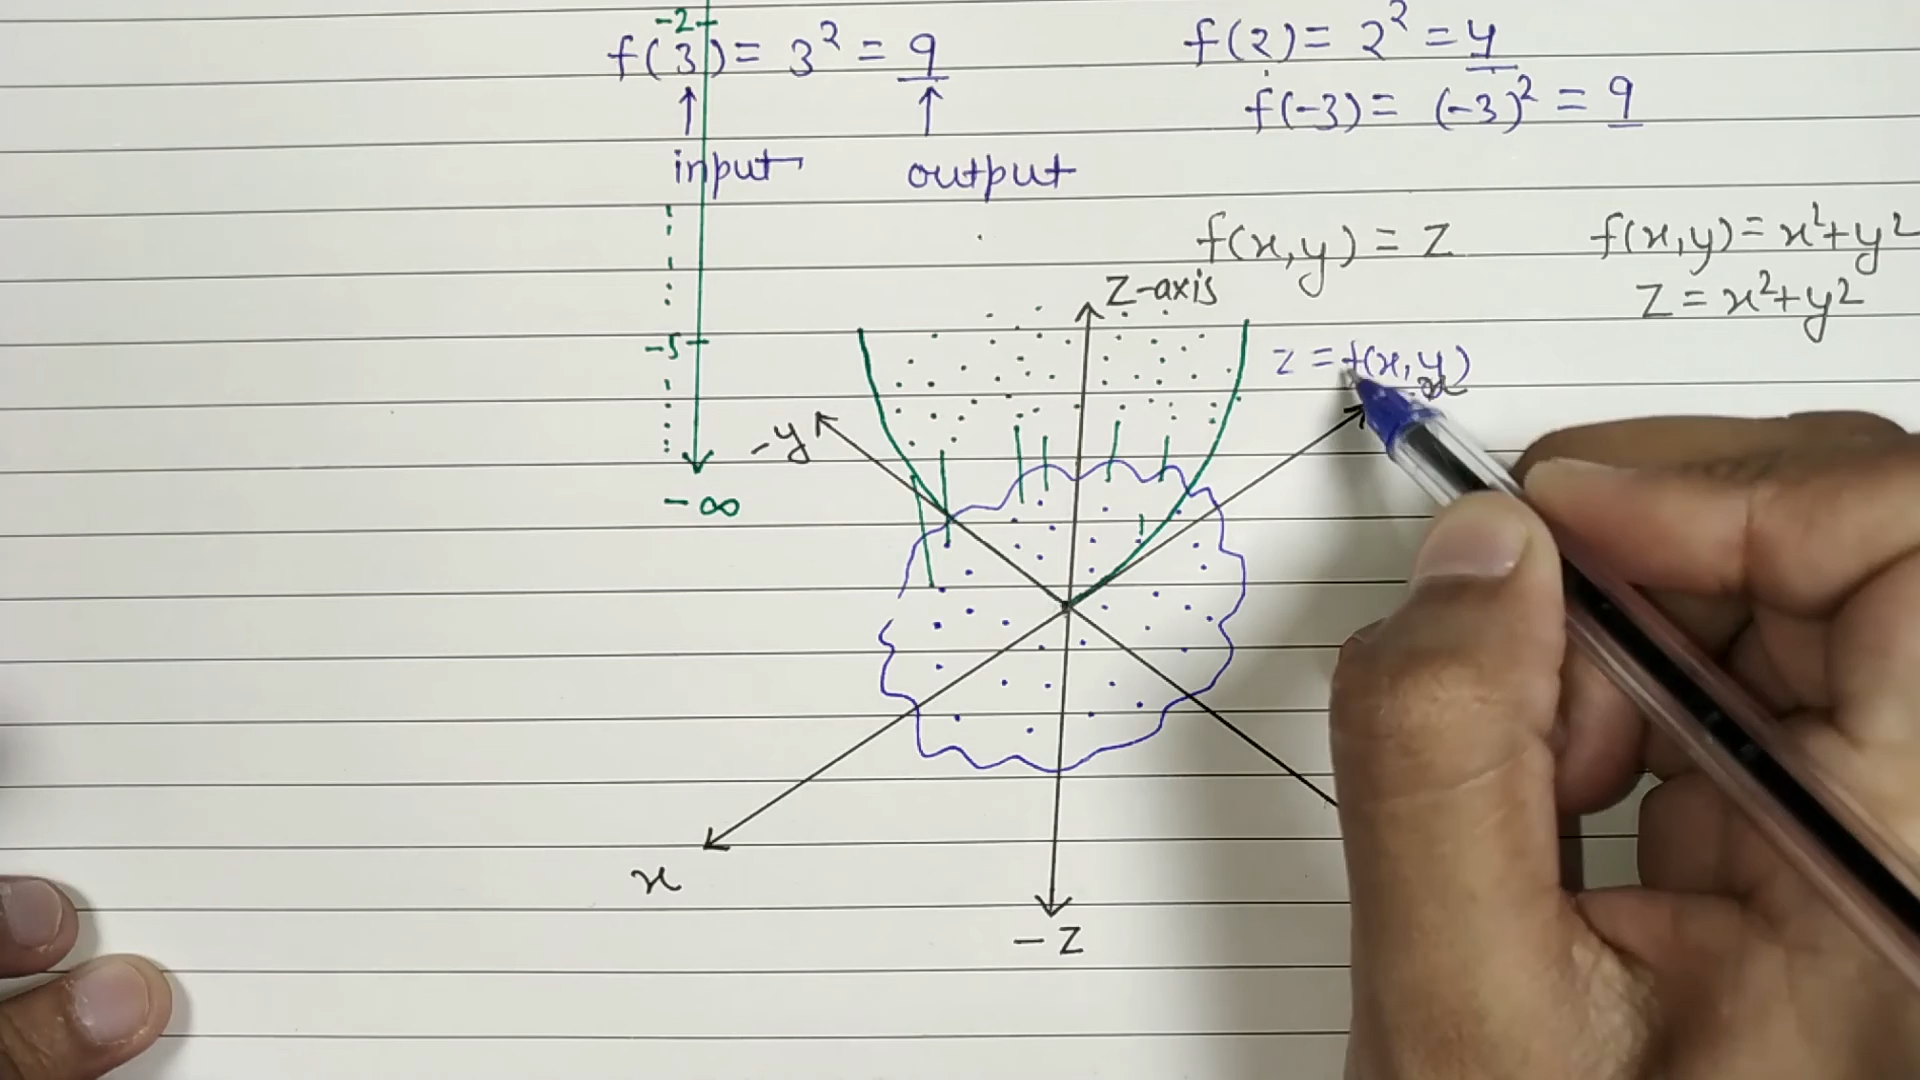 -2
f(3) = 3² = 9
f(2) = 2² = 4
f(-3) = (-3)² = 9
input
output
f(x,y) = z
f(x,y) = x²+y²
z-axis
z = x²+y²
-5
z = f(x,y)
-y
-∞
x
-z